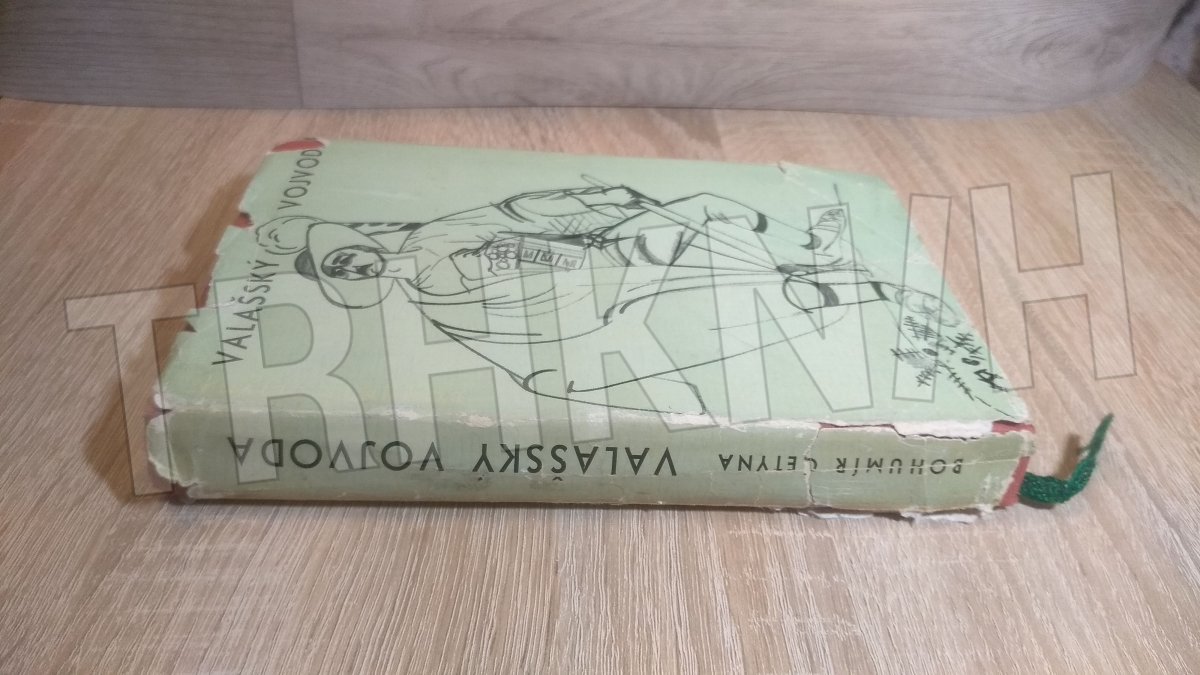 VALAŠSKÝ VOJVOD
BOHUMÍR ČETYNA VALAŠSKÝ VOJVODA
TRHKNIH